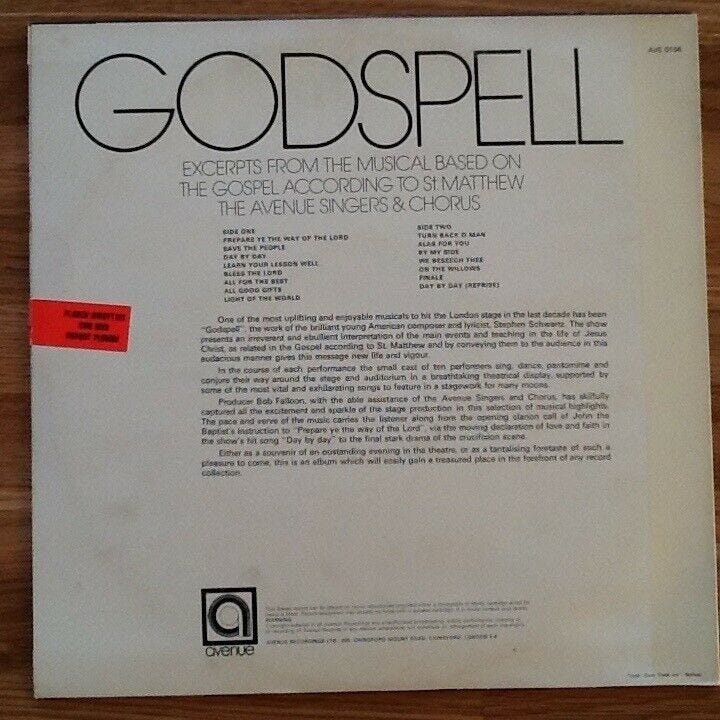 AVE 0104
GODSPELL
EXCERPTS FROM THE MUSICAL BASED ON
THE GOSPEL ACCORDING TO St MATTHEW
THE AVENUE SINGERS & CHORUS
SIDE ONE
PREPARE YE THE WAY OF THE LORD
SAVE THE PEOPLE
DAY BY DAY
LEARN YOUR LESSON WELL
BLESS THE LORD
ALL FOR THE BEST
ALL GOOD GIFTS
LIGHT OF THE WORLD
SIDE TWO
TURN BACK O MAN
ALAS FOR YOU
BY MY SIDE
WE BESEECH THEE
ON THE WILLOWS
FINALE
DAY BY DAY (REPRISE)
One of the most uplifting and enjoyable musicals to hit the London stage in the last decade has been
"Godspell", the work of the brilliant young American composer and lyricist, Stephen Schwartz. The show
presents an irreverent and ebullient interpretation of the main events and teaching in the life of Jesus
Christ, as related in the Gospel according to St. Matthew and by conveying them to the audience in this
audacious manner gives this message new life and vigour.
In the course of each performance the small cast of ten performers sing, dance, pantomime and
conjure their way around the stage and auditorium in a breathtaking theatrical display, supported by
some of the most vital and exhilarating songs to feature in a stagework for many moons.
Producer Bob Falloon, with the able assistance of the Avenue Singers and Chorus, has skilfully
captured all the excitement and sparkle of the stage production in this selection of musical highlights.
The pace and verve of the music carries the listener along from the opening clarion call of John the
Baptist's instruction to "Prepare ye the way of the Lord", via the moving declaration of love and faith in
the show's hit song "Day by day" to the final stark drama of the crucifixion scene.
Either as a souvenir of an oustanding evening in the theatre, or as a tantalising foretaste of such a
pleasure to come, this is an album which will easily gain a treasured place in the forefront of any record
collection.
avenue
WARNING
AVENUE RECORDINGS LTD. CHINGFORD MOUNT ROAD, CHINGFORD, LONDON E.4